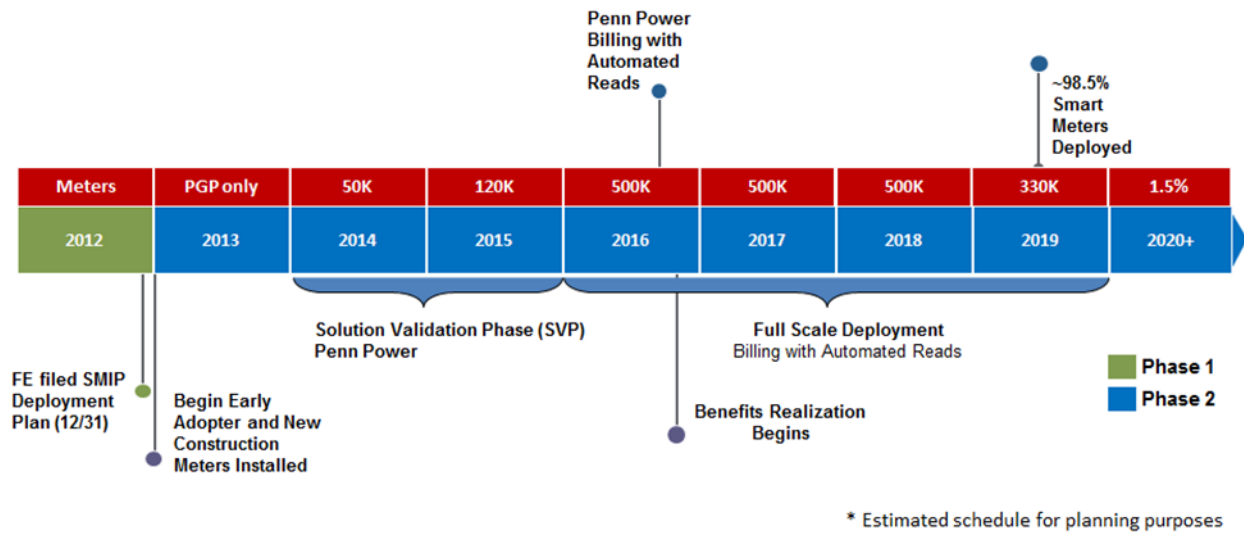 Penn Power
Billing with
Automated
Reads
~98.5%
Smart
Meters
Deployed
Meters
PGP only
50K
120K
500K
500K
500K
330K
1.5%
2012
2013
2014
2015
2016
2017
2018
2019
2020+
Solution Validation Phase (SVP)
Penn Power
Full Scale Deployment
Billing with Automated Reads
FE filed SMIP
Deployment
Plan (12/31)
Begin Early
Adopter and New
Construction
Meters Installed
Benefits Realization
Begins
Phase 1
Phase 2
* Estimated schedule for planning purposes